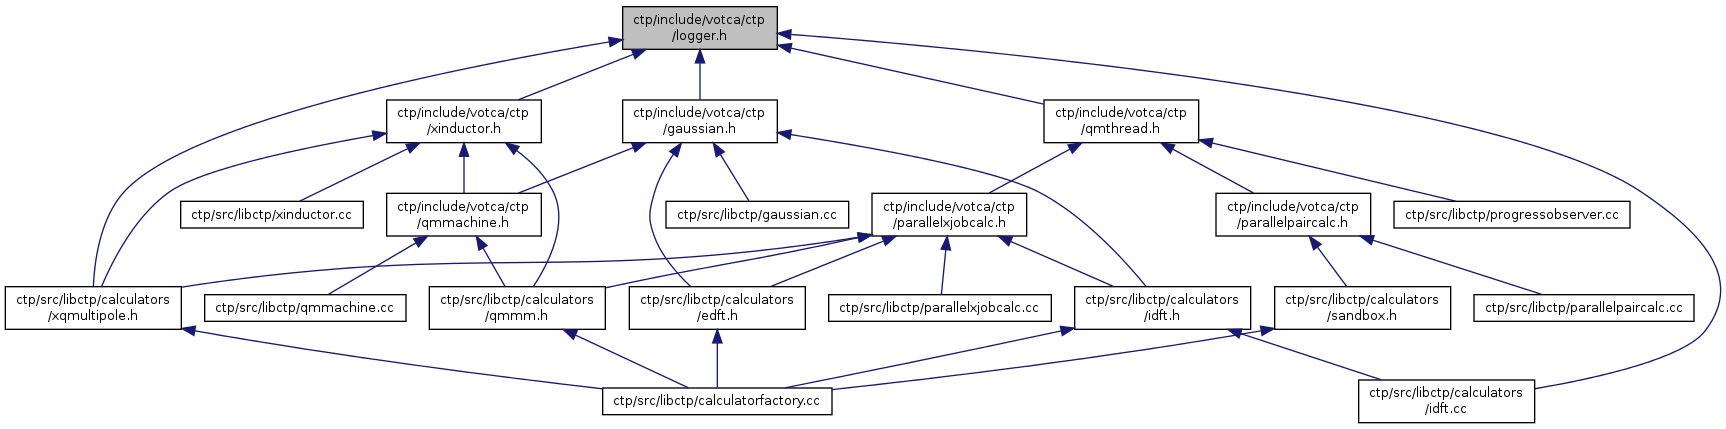 ctp/include/votca/ctp
/logger.h
ctp/include/votca/ctp
/xinductor.h
ctp/include/votca/ctp
/gaussian.h
ctp/include/votca/ctp
/qmthread.h
ctp/src/libctp/xinductor.cc
ctp/include/votca/ctp
/qmmachine.h
ctp/src/libctp/gaussian.cc
ctp/include/votca/ctp
/parallelxjobcalc.h
ctp/include/votca/ctp
/parallelpaircalc.h
ctp/src/libctp/progressobserver.cc
ctp/src/libctp/calculators
/xqmultipole.h
ctp/src/libctp/qmmachine.cc
ctp/src/libctp/calculators
/qmmm.h
ctp/src/libctp/calculators
/edft.h
ctp/src/libctp/parallelxjobcalc.cc
ctp/src/libctp/calculators
/idft.h
ctp/src/libctp/calculators
/sandbox.h
ctp/src/libctp/parallelpaircalc.cc
ctp/src/libctp/calculatorfactory.cc
ctp/src/libctp/calculators
/idft.cc